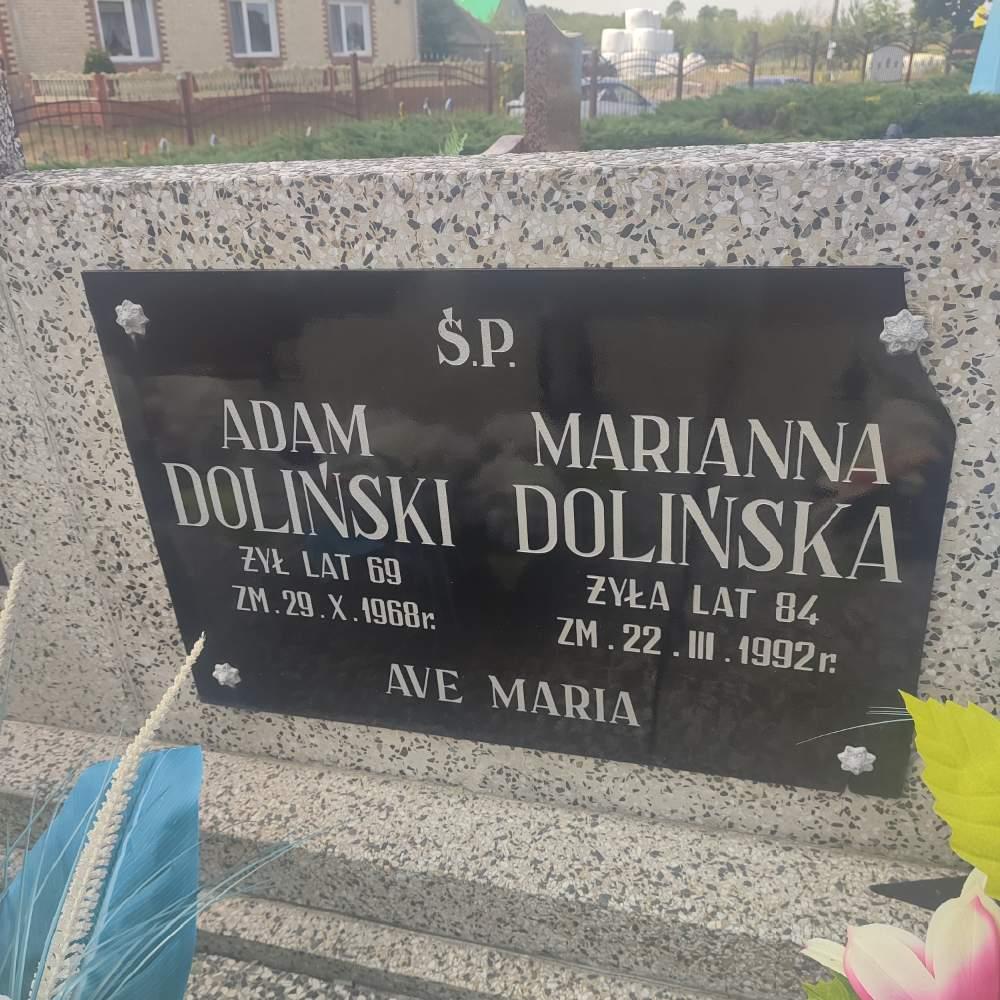 Ś.P.
ADAM
DOLIŃSKI
ŻYŁ LAT 69
ZM. 29. X. 1968r.
MARIANNA
DOLIŃSKA
ŻYŁA LAT 84
ZM. 22. III. 1992r.
AVE MARIA